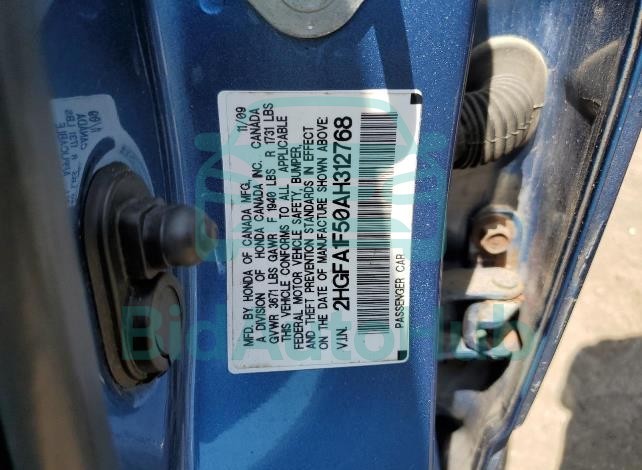 MFD. BY HONDA OF CANADA MFG. 11/09
A DIVISION OF HONDA CANADA INC. CANADA
GVWR 3671 LBS GAWR F 1940 LBS R 1731 LBS
THIS VEHICLE CONFORMS TO ALL APPLICABLE
FEDERAL MOTOR VEHICLE SAFETY, BUMPER,
AND THEFT PREVENTION STANDARDS IN EFFECT
ON THE DATE OF MANUFACTURE SHOWN ABOVE.
V.I.N. 2HGFA1F50AH312768
PASSENGER CAR
BidAutoHub